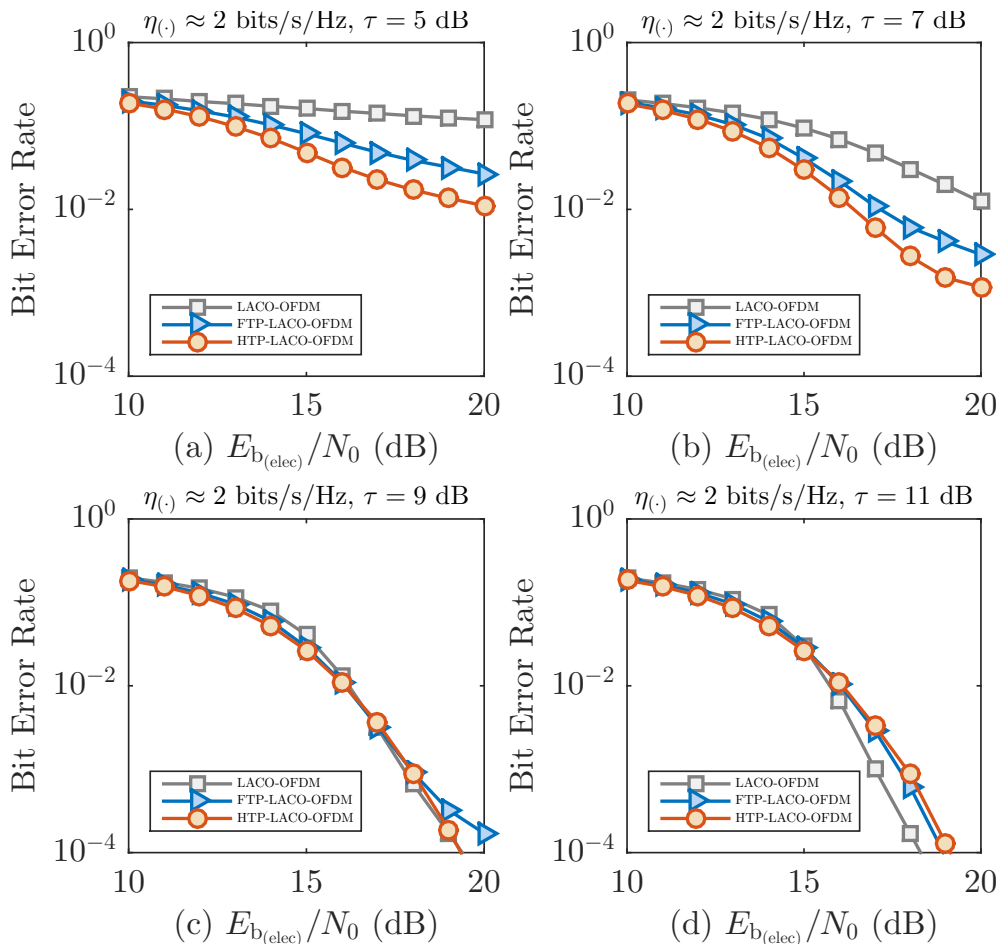 η(·) ≈ 2 bits/s/Hz, τ = 5 dB
10^0
10^−2
10^−4
Bit Error Rate
LACO-OFDM
FTP-LACO-OFDM
HTP-LACO-OFDM
10 15 20
(a) E_b(elec)/N_0 (dB)
η(·) ≈ 2 bits/s/Hz, τ = 7 dB
10^0
10^−2
10^−4
Bit Error Rate
LACO-OFDM
FTP-LACO-OFDM
HTP-LACO-OFDM
10 15 20
(b) E_b(elec)/N_0 (dB)
η(·) ≈ 2 bits/s/Hz, τ = 9 dB
10^0
10^−2
10^−4
Bit Error Rate
LACO-OFDM
FTP-LACO-OFDM
HTP-LACO-OFDM
10 15 20
(c) E_b(elec)/N_0 (dB)
η(·) ≈ 2 bits/s/Hz, τ = 11 dB
10^0
10^−2
10^−4
Bit Error Rate
LACO-OFDM
FTP-LACO-OFDM
HTP-LACO-OFDM
10 15 20
(d) E_b(elec)/N_0 (dB)